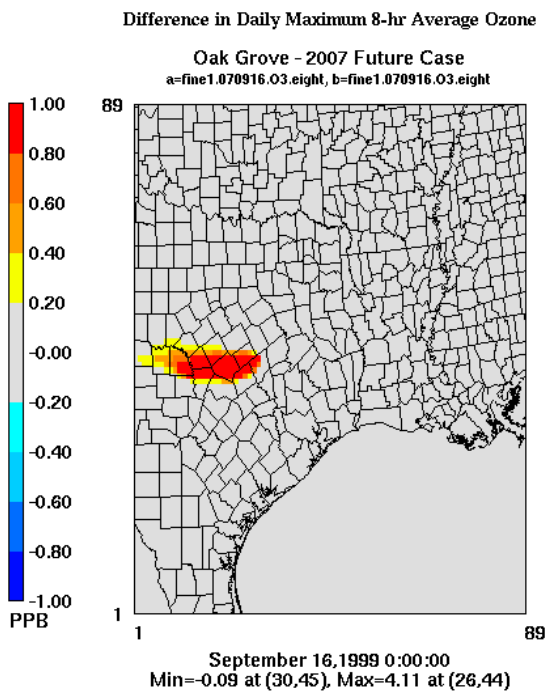 Difference in Daily Maximum 8-hr Average Ozone
Oak Grove - 2007 Future Case
a=fine1.070916.O3.eight, b=fine1.070916.O3.eight
1.00
0.80
0.60
0.40
0.20
-0.00
-0.20
-0.40
-0.60
-0.80
-1.00
PPB
89
1
1
89
September 16,1999 0:00:00
Min=-0.09 at (30,45), Max=4.11 at (26,44)